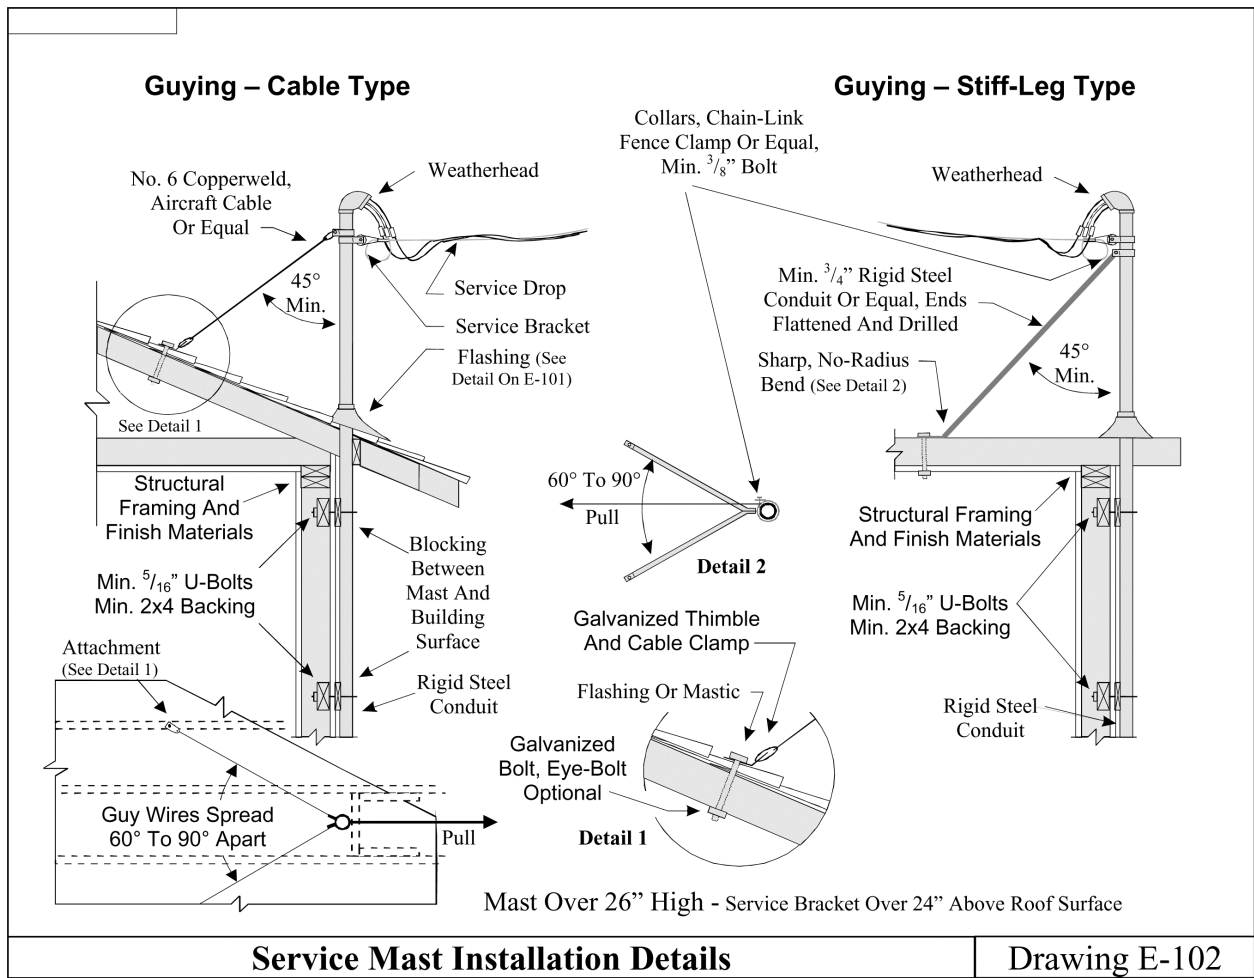 Guying – Cable Type
No. 6 Copperweld,
Aircraft Cable
Or Equal
Weatherhead
45°
Min.
Service Drop
Service Bracket
Flashing (See
Detail On E-101)
See Detail 1
Structural
Framing And
Finish Materials
Min. 5/16” U-Bolts
Min. 2x4 Backing
Blocking
Between
Mast And
Building
Surface
Rigid Steel
Conduit
Attachment
(See Detail 1)
Guy Wires Spread
60° To 90° Apart
Pull
Guying – Stiff-Leg Type
Collars, Chain-Link
Fence Clamp Or Equal,
Min. 3/8” Bolt
Weatherhead
Min. 3/4” Rigid Steel
Conduit Or Equal, Ends
Flattened And Drilled
Sharp, No-Radius
Bend (See Detail 2)
45°
Min.
60° To 90°
Pull
Detail 2
Structural Framing
And Finish Materials
Min. 5/16” U-Bolts
Min. 2x4 Backing
Rigid Steel
Conduit
Galvanized Thimble
And Cable Clamp
Flashing Or Mastic
Galvanized
Bolt, Eye-Bolt
Optional
Detail 1
Mast Over 26” High - Service Bracket Over 24” Above Roof Surface
Service Mast Installation Details
Drawing E-102